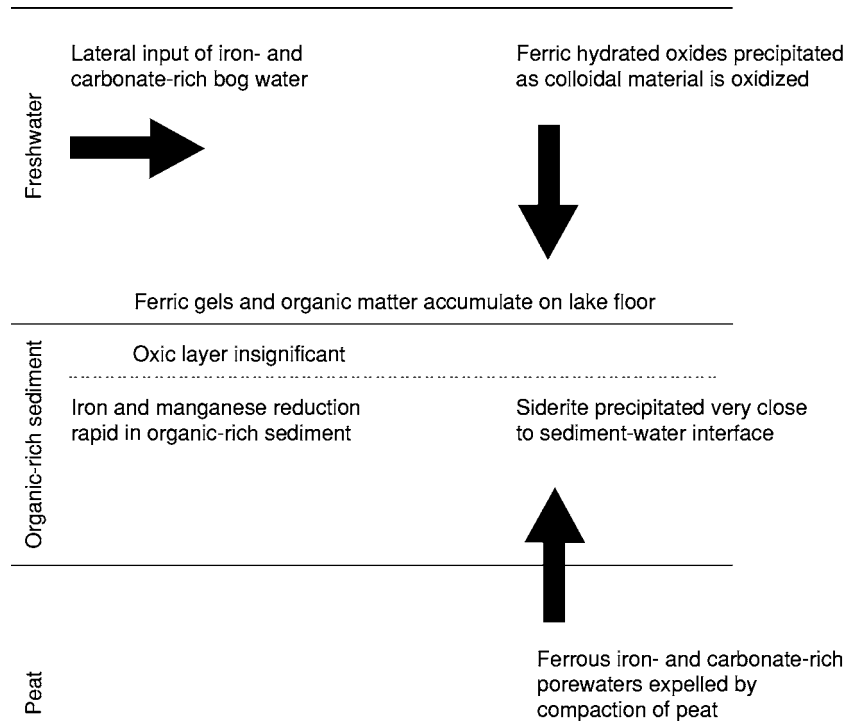 Freshwater
Lateral input of iron- and
carbonate-rich bog water
Ferric hydrated oxides precipitated
as colloidal material is oxidized
Ferric gels and organic matter accumulate on lake floor
Organic-rich sediment
Oxic layer insignificant
Iron and manganese reduction
rapid in organic-rich sediment
Siderite precipitated very close
to sediment-water interface
Peat
Ferrous iron- and carbonate-rich
porewaters expelled by
compaction of peat